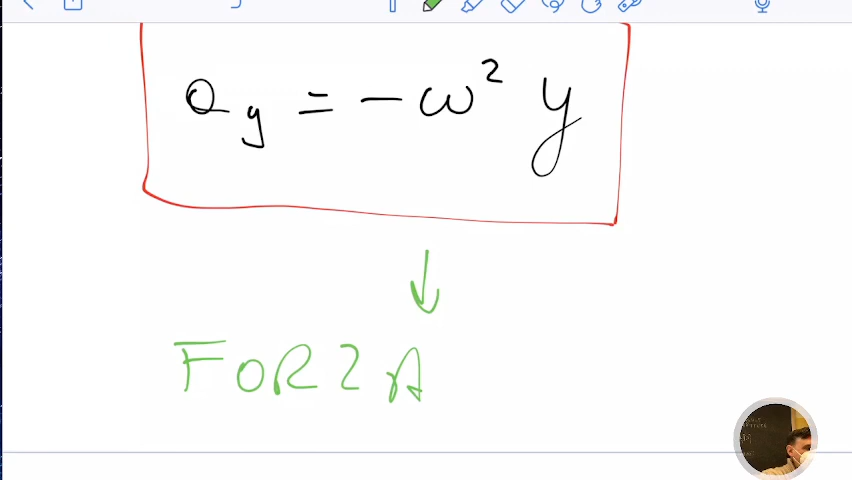 a_y = -ω² y
↓
FORZA